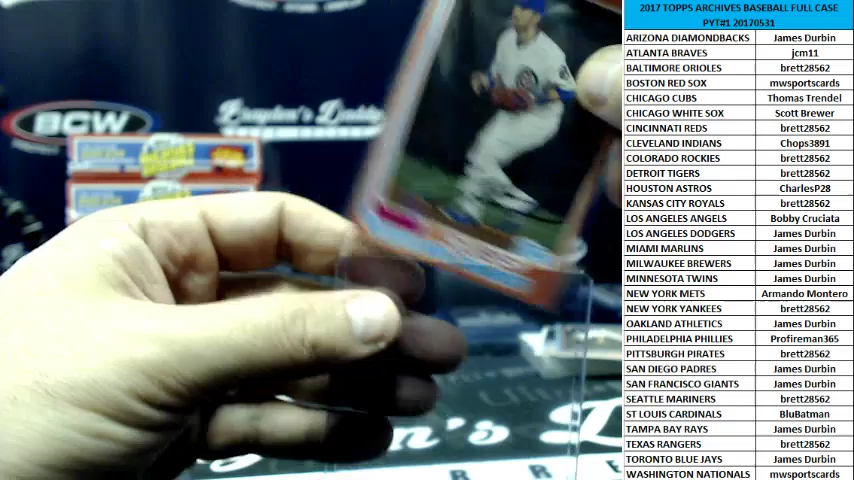 2017 TOPPS ARCHIVES BASEBALL FULL CASE
PYT#1 20170531
ARIZONA DIAMONDBACKS James Durbin
ATLANTA BRAVES jcm11
BALTIMORE ORIOLES brett28562
BOSTON RED SOX mwsportscards
CHICAGO CUBS Thomas Trendel
CHICAGO WHITE SOX Scott Brewer
CINCINNATI REDS brett28562
CLEVELAND INDIANS Chops3891
COLORADO ROCKIES brett28562
DETROIT TIGERS brett28562
HOUSTON ASTROS CharlesP28
KANSAS CITY ROYALS brett28562
LOS ANGELES ANGELS Bobby Cruciata
LOS ANGELES DODGERS James Durbin
MIAMI MARLINS James Durbin
MILWAUKEE BREWERS James Durbin
MINNESOTA TWINS James Durbin
NEW YORK METS Armando Montero
NEW YORK YANKEES brett28562
OAKLAND ATHLETICS James Durbin
PHILADELPHIA PHILLIES Profireman365
PITTSBURGH PIRATES brett28562
SAN DIEGO PADRES James Durbin
SAN FRANCISCO GIANTS James Durbin
SEATTLE MARINERS brett28562
ST LOUIS CARDINALS BluBatman
TAMPA BAY RAYS James Durbin
TEXAS RANGERS brett28562
TORONTO BLUE JAYS James Durbin
WASHINGTON NATIONALS mwsportscards
BCW
Brayden's Daddy